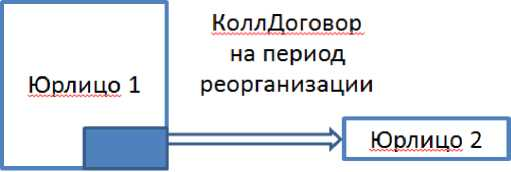 КоллДоговор
на период
реорганизации
Юрлицо 1
Юрлицо 2